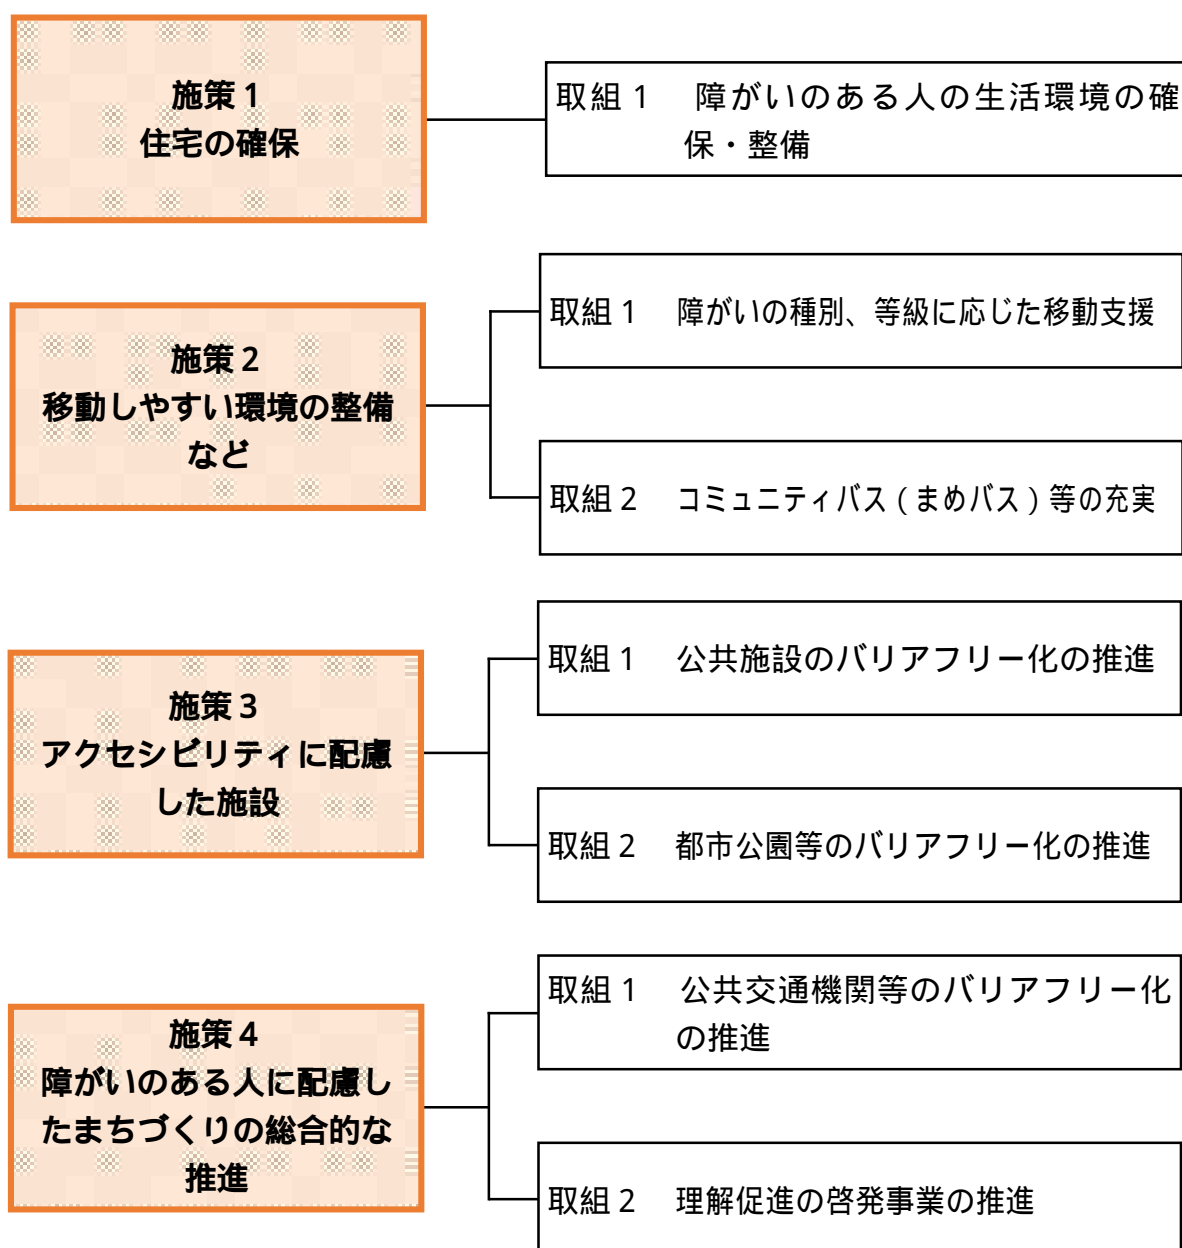 施策1
住宅の確保
取組1 障がいのある人の生活環境の確
保・整備
施策2
移動しやすい環境の整備
など
取組1 障がいの種別、等級に応じた移動支援
取組2 コミュニティバス(まめバス)等の充実
施策3
アクセシビリティに配慮
した施設
取組1 公共施設のバリアフリー化の推進
取組2 都市公園等のバリアフリー化の推進
施策4
障がいのある人に配慮し
たまちづくりの総合的な
推進
取組1 公共交通機関等のバリアフリー化
の推進
取組2 理解促進の啓発事業の推進